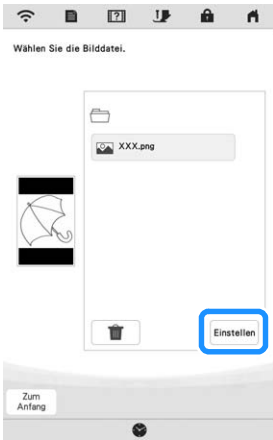 Wählen Sie die Bilddatei.
XXX.png
Einstellen
Zum
Anfang